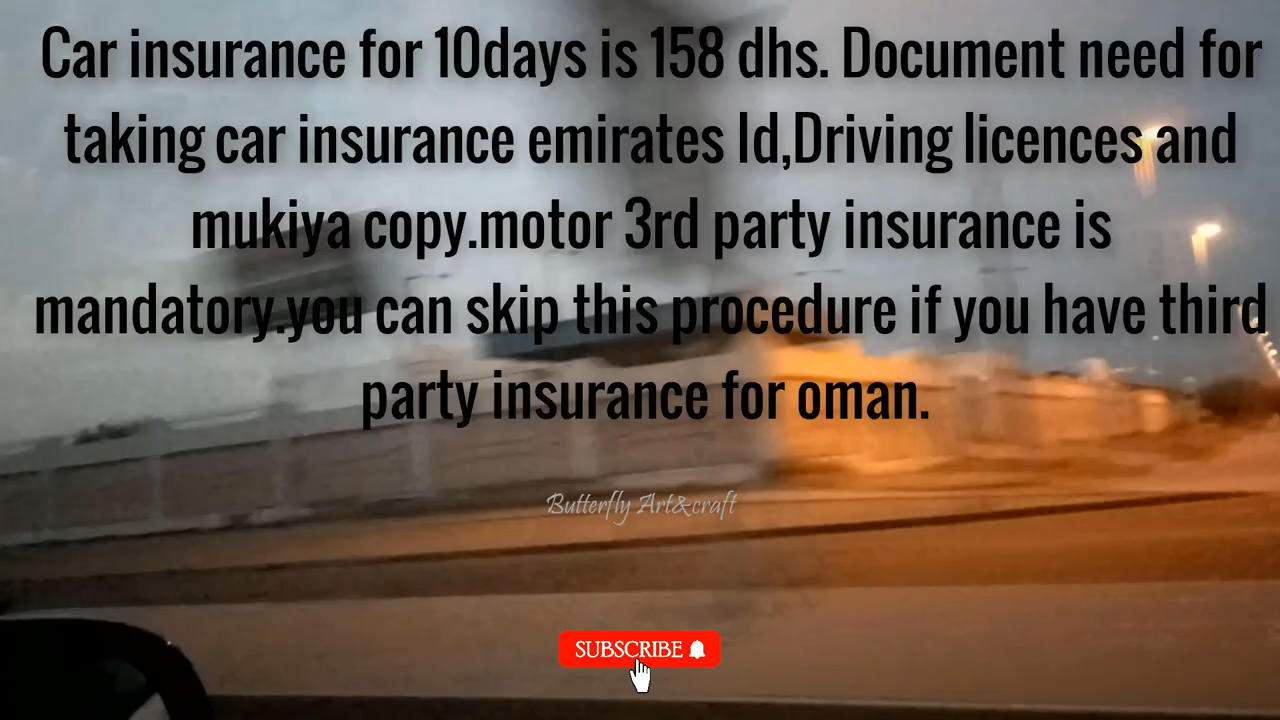 Car insurance for 10days is 158 dhs. Document need for
taking car insurance emirates Id,Driving licences and
mukiya copy.motor 3rd party insurance is
mandatory.you can skip this procedure if you have third
party insurance for oman.
Butterfly Art&craft
SUBSCRIBE